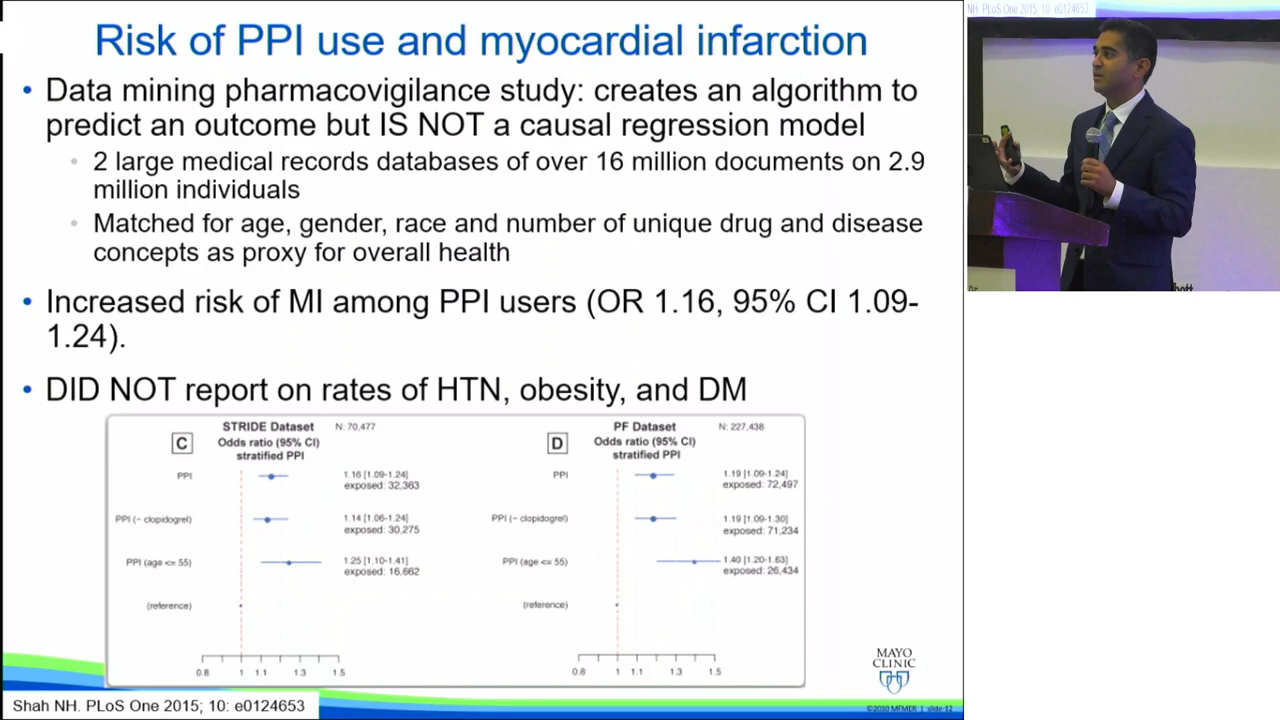 Risk of PPI use and myocardial infarction
• Data mining pharmacovigilance study: creates an algorithm to
predict an outcome but IS NOT a causal regression model
• 2 large medical records databases of over 16 million documents on 2.9
million individuals
• Matched for age, gender, race and number of unique drug and disease
concepts as proxy for overall health
• Increased risk of MI among PPI users (OR 1.16, 95% CI 1.09-
1.24).
• DID NOT report on rates of HTN, obesity, and DM
C
STRIDE Dataset N: 70,477
Odds ratio (95% CI)
stratified PPI
PPI 1.16 [1.09-1.24]
exposed: 32,363
PPI (- clopidogrel) 1.14 [1.06-1.24]
exposed: 30,275
PPI (age <= 55) 1.25 [1.10-1.41]
exposed: 16,662
(reference)
0.8 1 1.1 1.3 1.5
D
PF Dataset N: 227,438
Odds ratio (95% CI)
stratified PPI
PPI 1.19 [1.09-1.24]
exposed: 72,497
PPI (- clopidogrel) 1.19 [1.09-1.30]
exposed: 71,234
PPI (age <= 55) 1.40 [1.20-1.63]
exposed: 26,434
(reference)
0.8 1 1.1 1.3 1.5
MAYO
CLINIC
Shah NH. PLoS One 2015; 10: e0124653
©2010 MFMER | slide-12
NH. PLoS One 2015; 10: e0124653